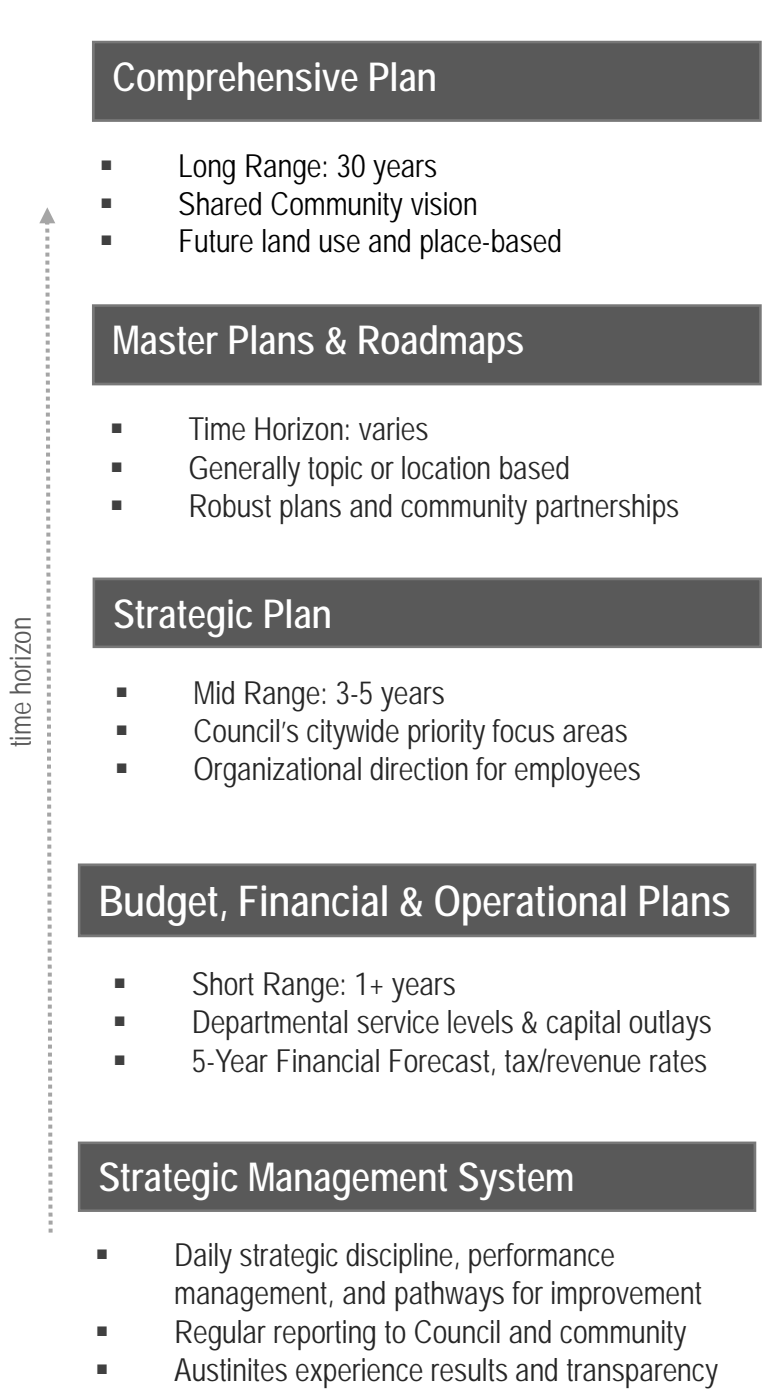 Comprehensive Plan
▪ Long Range: 30 years
▪ Shared Community vision
▪ Future land use and place-based
Master Plans & Roadmaps
▪ Time Horizon: varies
▪ Generally topic or location based
▪ Robust plans and community partnerships
time horizon
Strategic Plan
▪ Mid Range: 3-5 years
▪ Council's citywide priority focus areas
▪ Organizational direction for employees
Budget, Financial & Operational Plans
▪ Short Range: 1+ years
▪ Departmental service levels & capital outlays
▪ 5-Year Financial Forecast, tax/revenue rates
Strategic Management System
▪ Daily strategic discipline, performance
management, and pathways for improvement
▪ Regular reporting to Council and community
▪ Austinites experience results and transparency